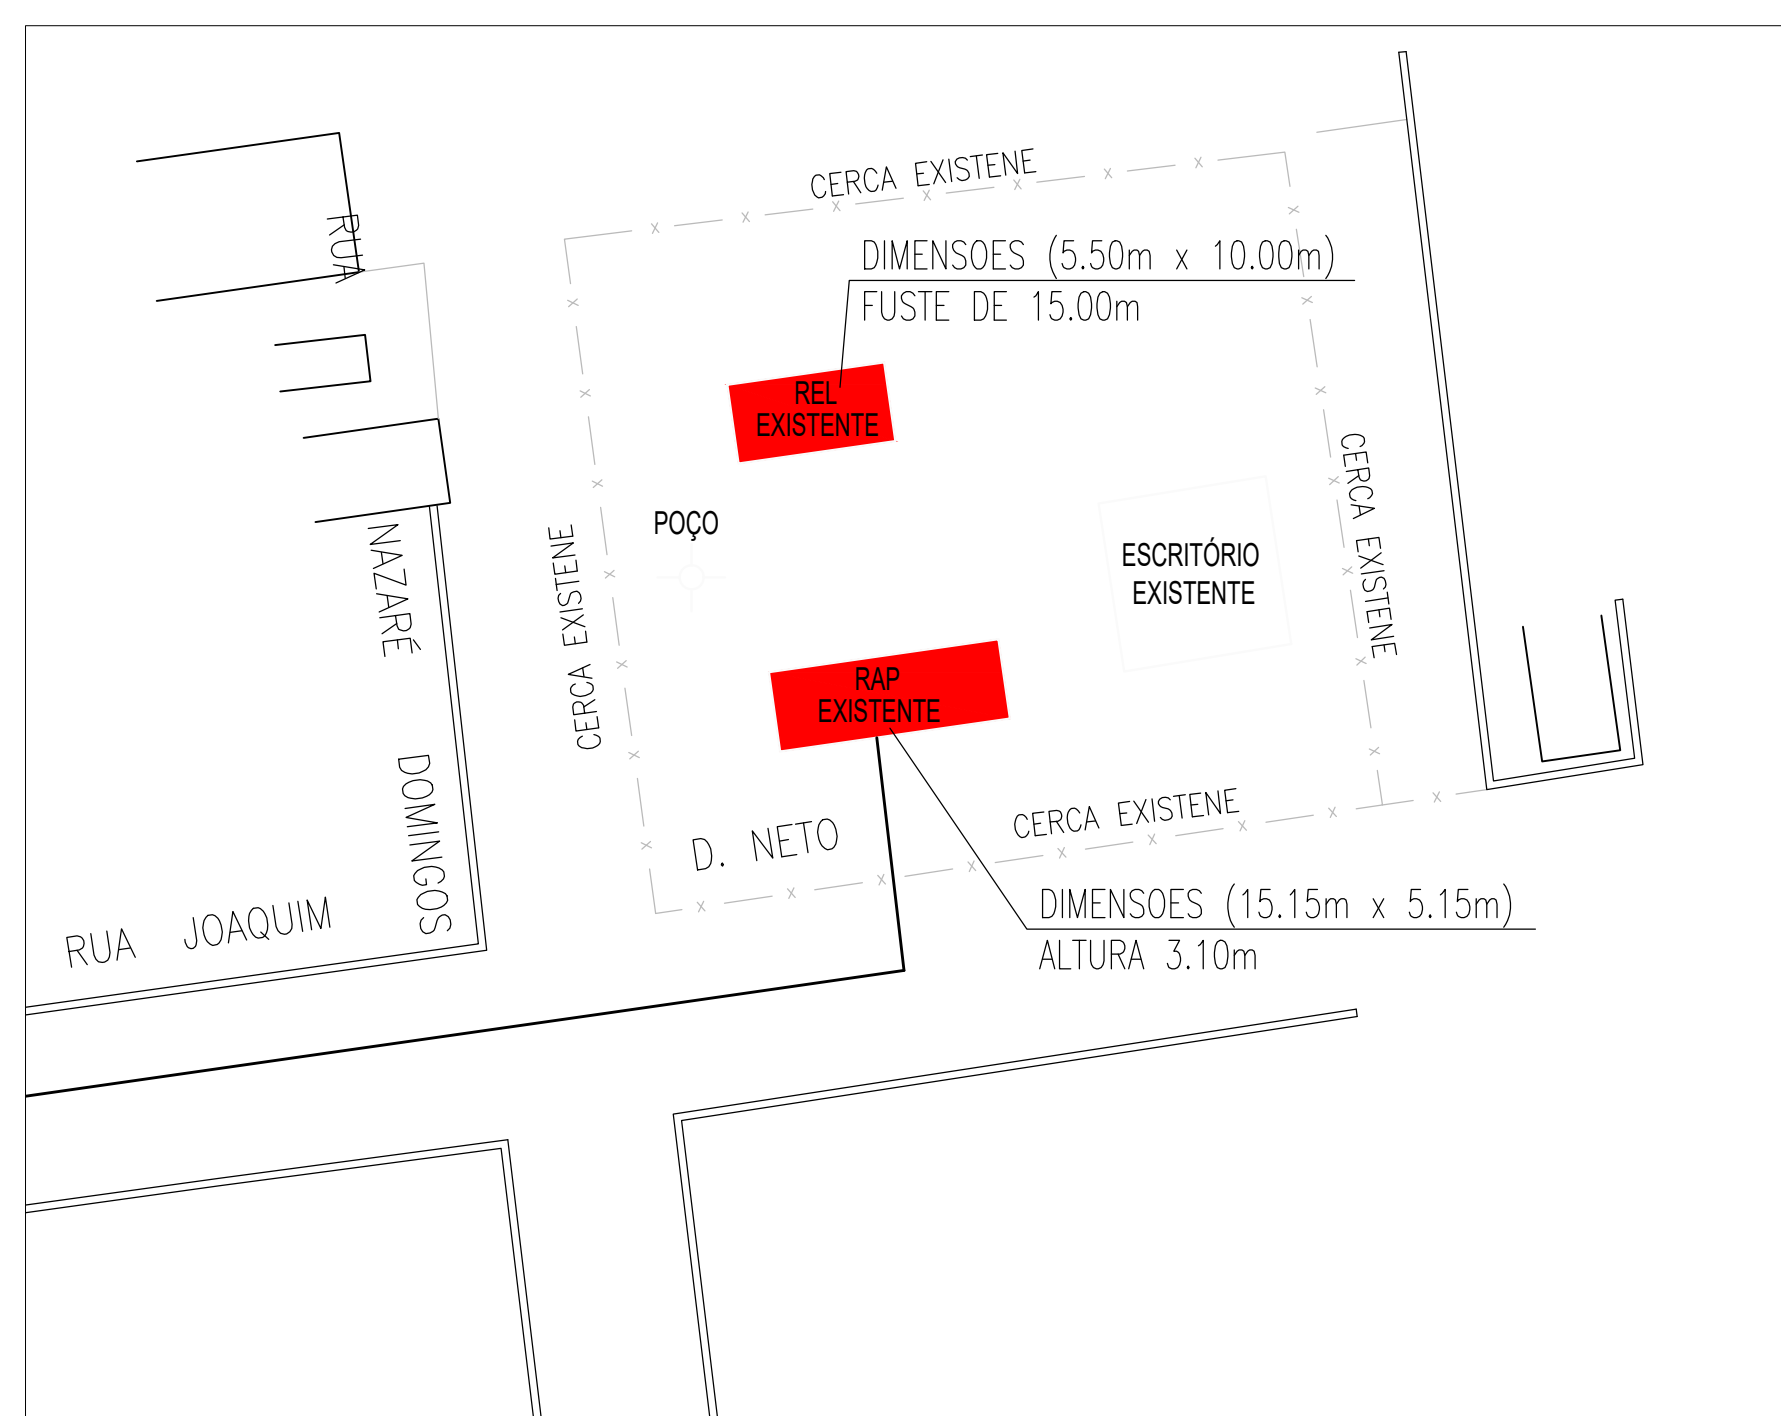 CERCA EXISTENE
RUA
DIMENSOES (5.50m x 10.00m)
FUSTE DE 15.00m
REL
EXISTENTE
POÇO
NAZARÉ
CERCA EXISTENE
ESCRITÓRIO
EXISTENTE
CERCA EXISTENE
RAP
EXISTENTE
DOMINGOS
D. NETO
CERCA EXISTENE
DIMENSOES (15.15m x 5.15m)
ALTURA 3.10m
RUA JOAQUIM